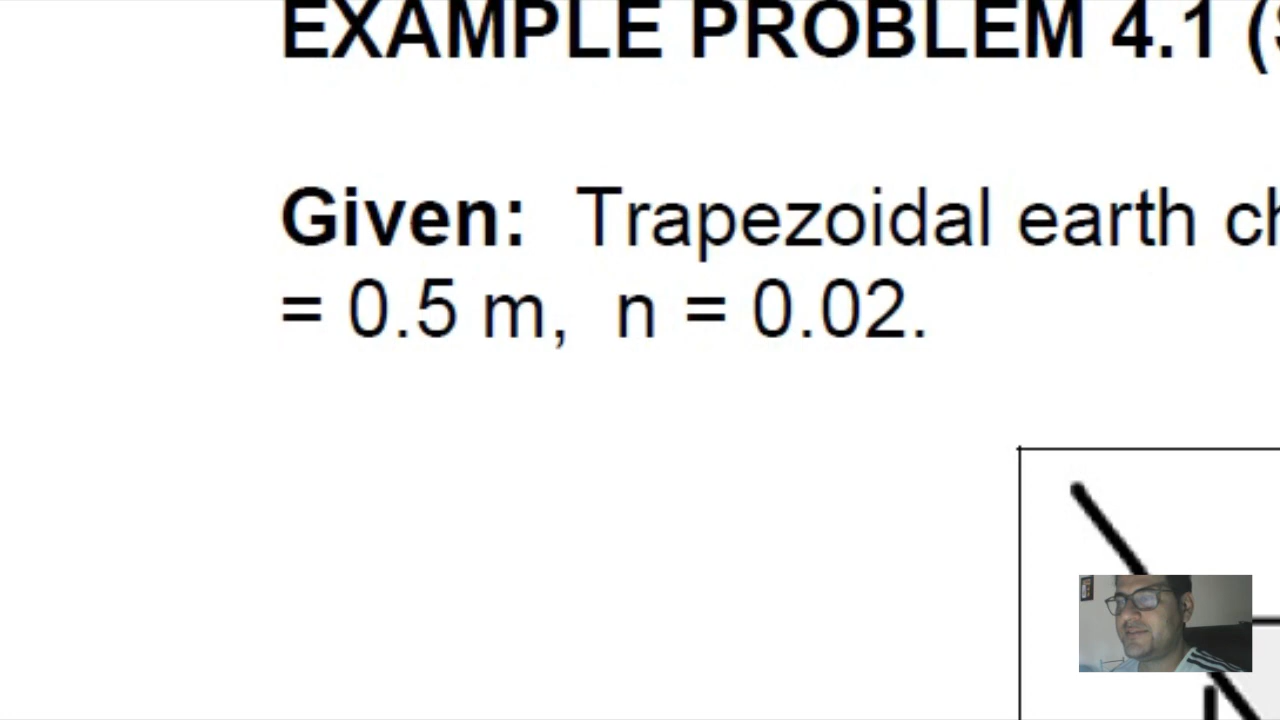 EXAMPLE PROBLEM 4.1 (
Given: Trapezoidal earth
= 0.5 m, n = 0.02.